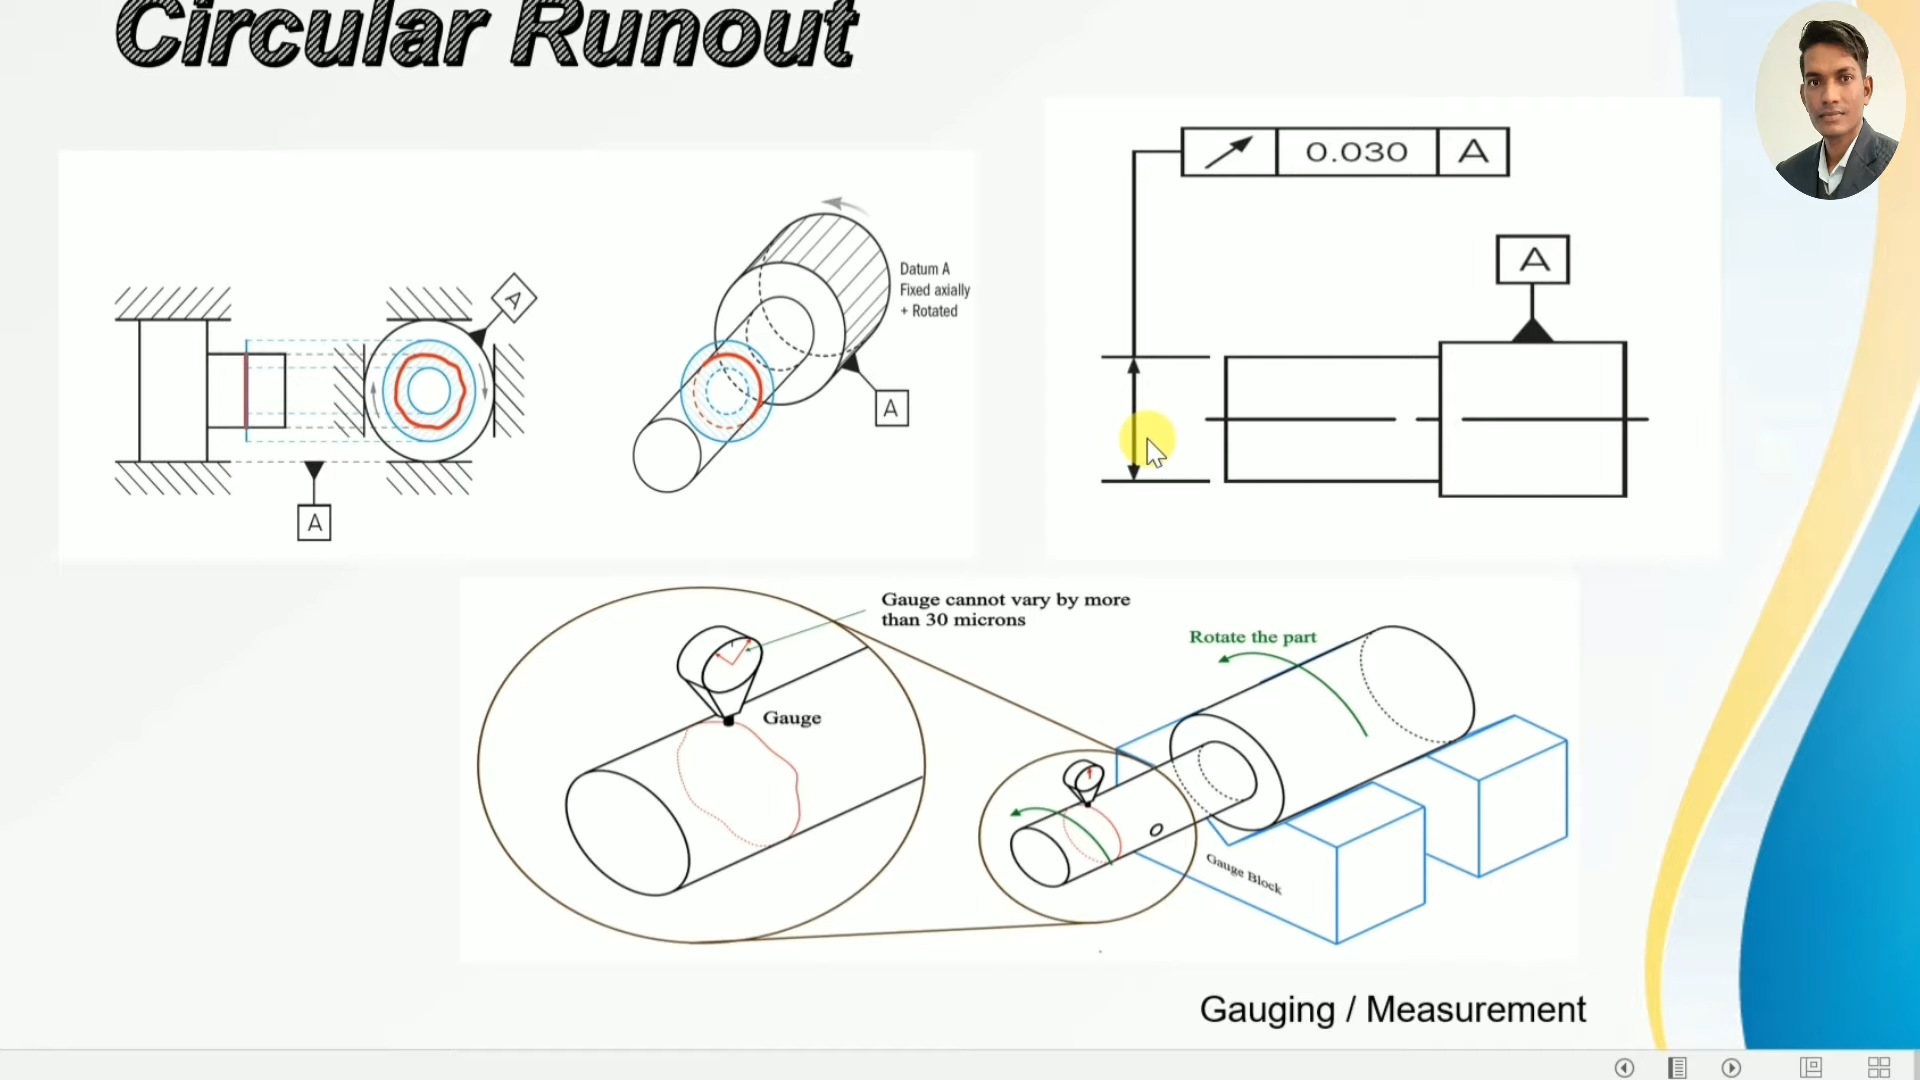 Circular Runout
A
A
Datum A
Fixed axially
+ Rotated
A
0.030 A
A
Gauge cannot vary by more
than 30 microns
Gauge
Rotate the part
Gauge Block
Gauging / Measurement